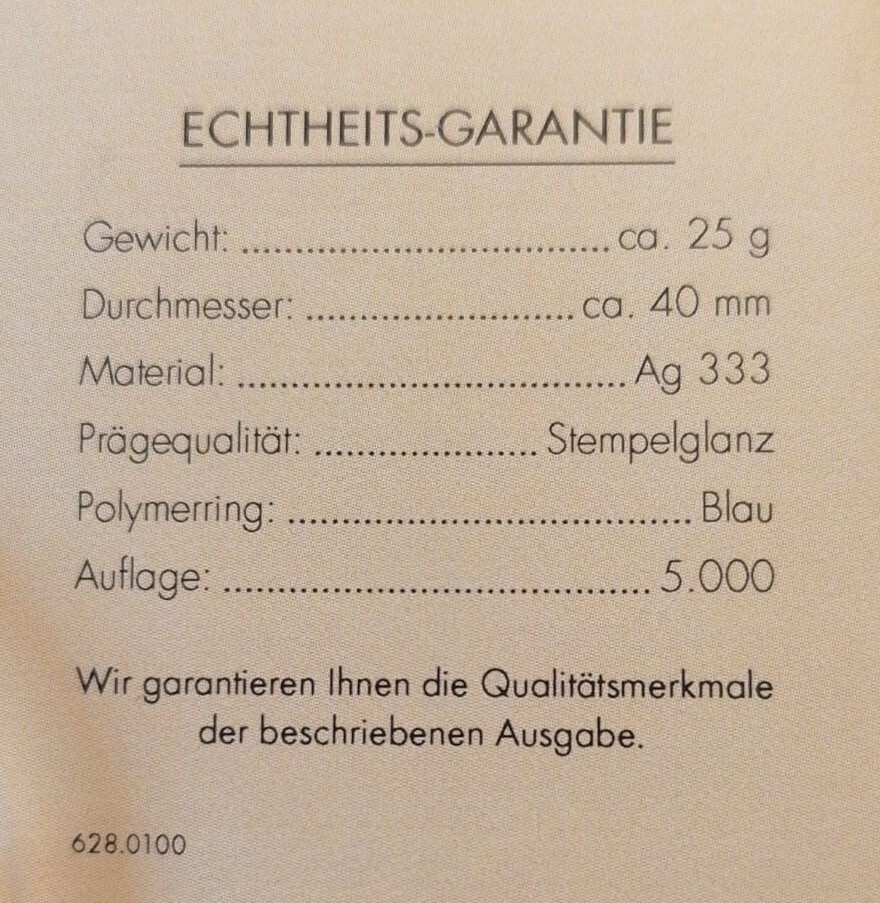 ECHTHEITS-GARANTIE
Gewicht: ................................... ca. 25 g
Durchmesser: ......................... ca. 40 mm
Material: .................................... Ag 333
Prägequalität: ..................... Stempelglanz
Polymerring: ...................................... Blau
Auflage: ........................................ 5.000
Wir garantieren Ihnen die Qualitätsmerkmale
der beschriebenen Ausgabe.
628.0100